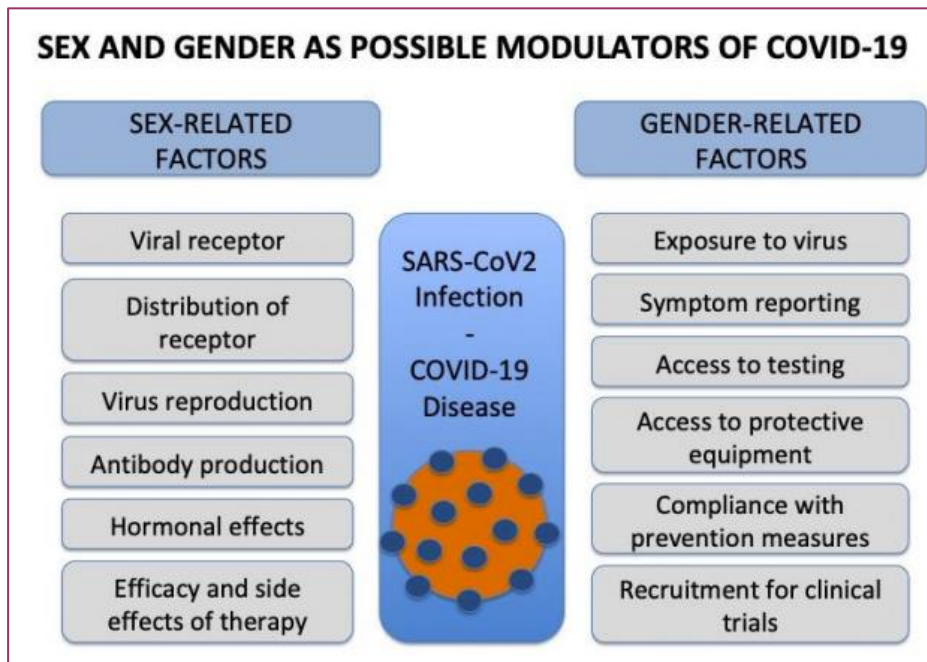 SEX AND GENDER AS POSSIBLE MODULATORS OF COVID-19
SEX-RELATED
FACTORS
Viral receptor
Distribution of
receptor
Virus reproduction
Antibody production
Hormonal effects
Efficacy and side
effects of therapy
SARS-CoV2
Infection
-
COVID-19
Disease
GENDER-RELATED
FACTORS
Exposure to virus
Symptom reporting
Access to testing
Access to protective
equipment
Compliance with
prevention measures
Recruitment for clinical
trials